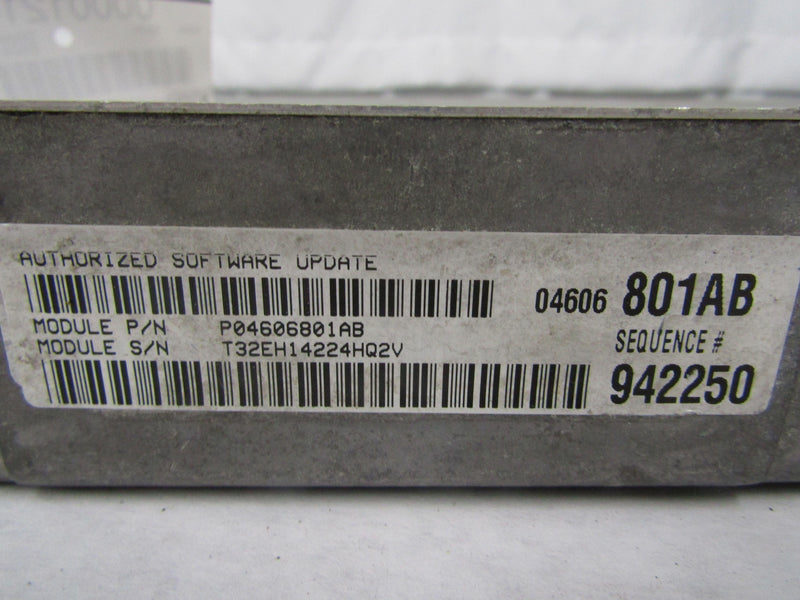 AUTHORIZED SOFTWARE UPDATE
04606 801AB
MODULE P/N P04606801AB
MODULE S/N T32EH14224HQ2V
SEQUENCE #
942250